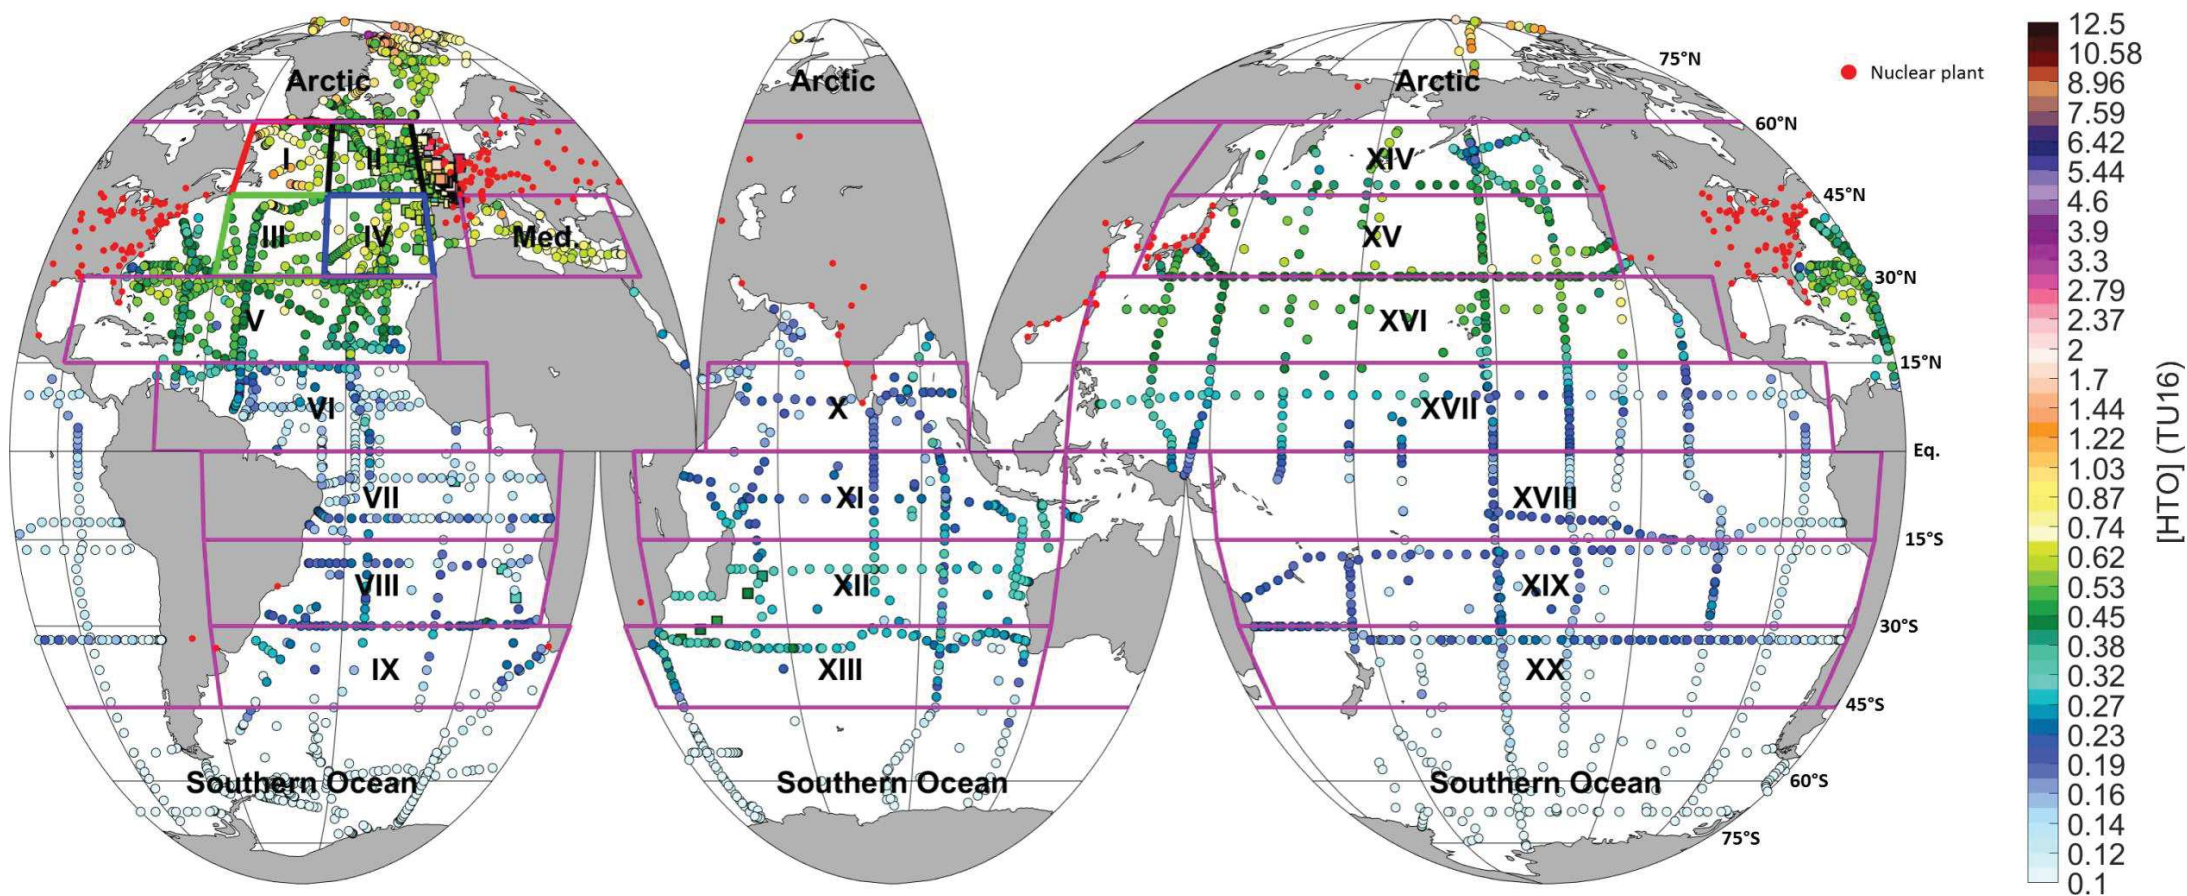 Arctic
Arctic
Arctic
75°N
Nuclear plant
60°N
I
II
XIV
45°N
III
IV
Med.
XV
30°N
V
XVI
15°N
VI
X
XVII
Eq.
VII
XI
XVIII
15°S
VIII
XII
XIX
30°S
IX
XIII
XX
45°S
Southern Ocean
Southern Ocean
Southern Ocean
60°S
75°S
12.5
10.58
8.96
7.59
6.42
5.44
4.6
3.9
3.3
2.79
2.37
2
1.7
1.44
1.22
1.03
0.87
0.74
0.62
0.53
0.45
0.38
0.32
0.27
0.23
0.19
0.16
0.14
0.12
0.1
[HTO] (TU16)